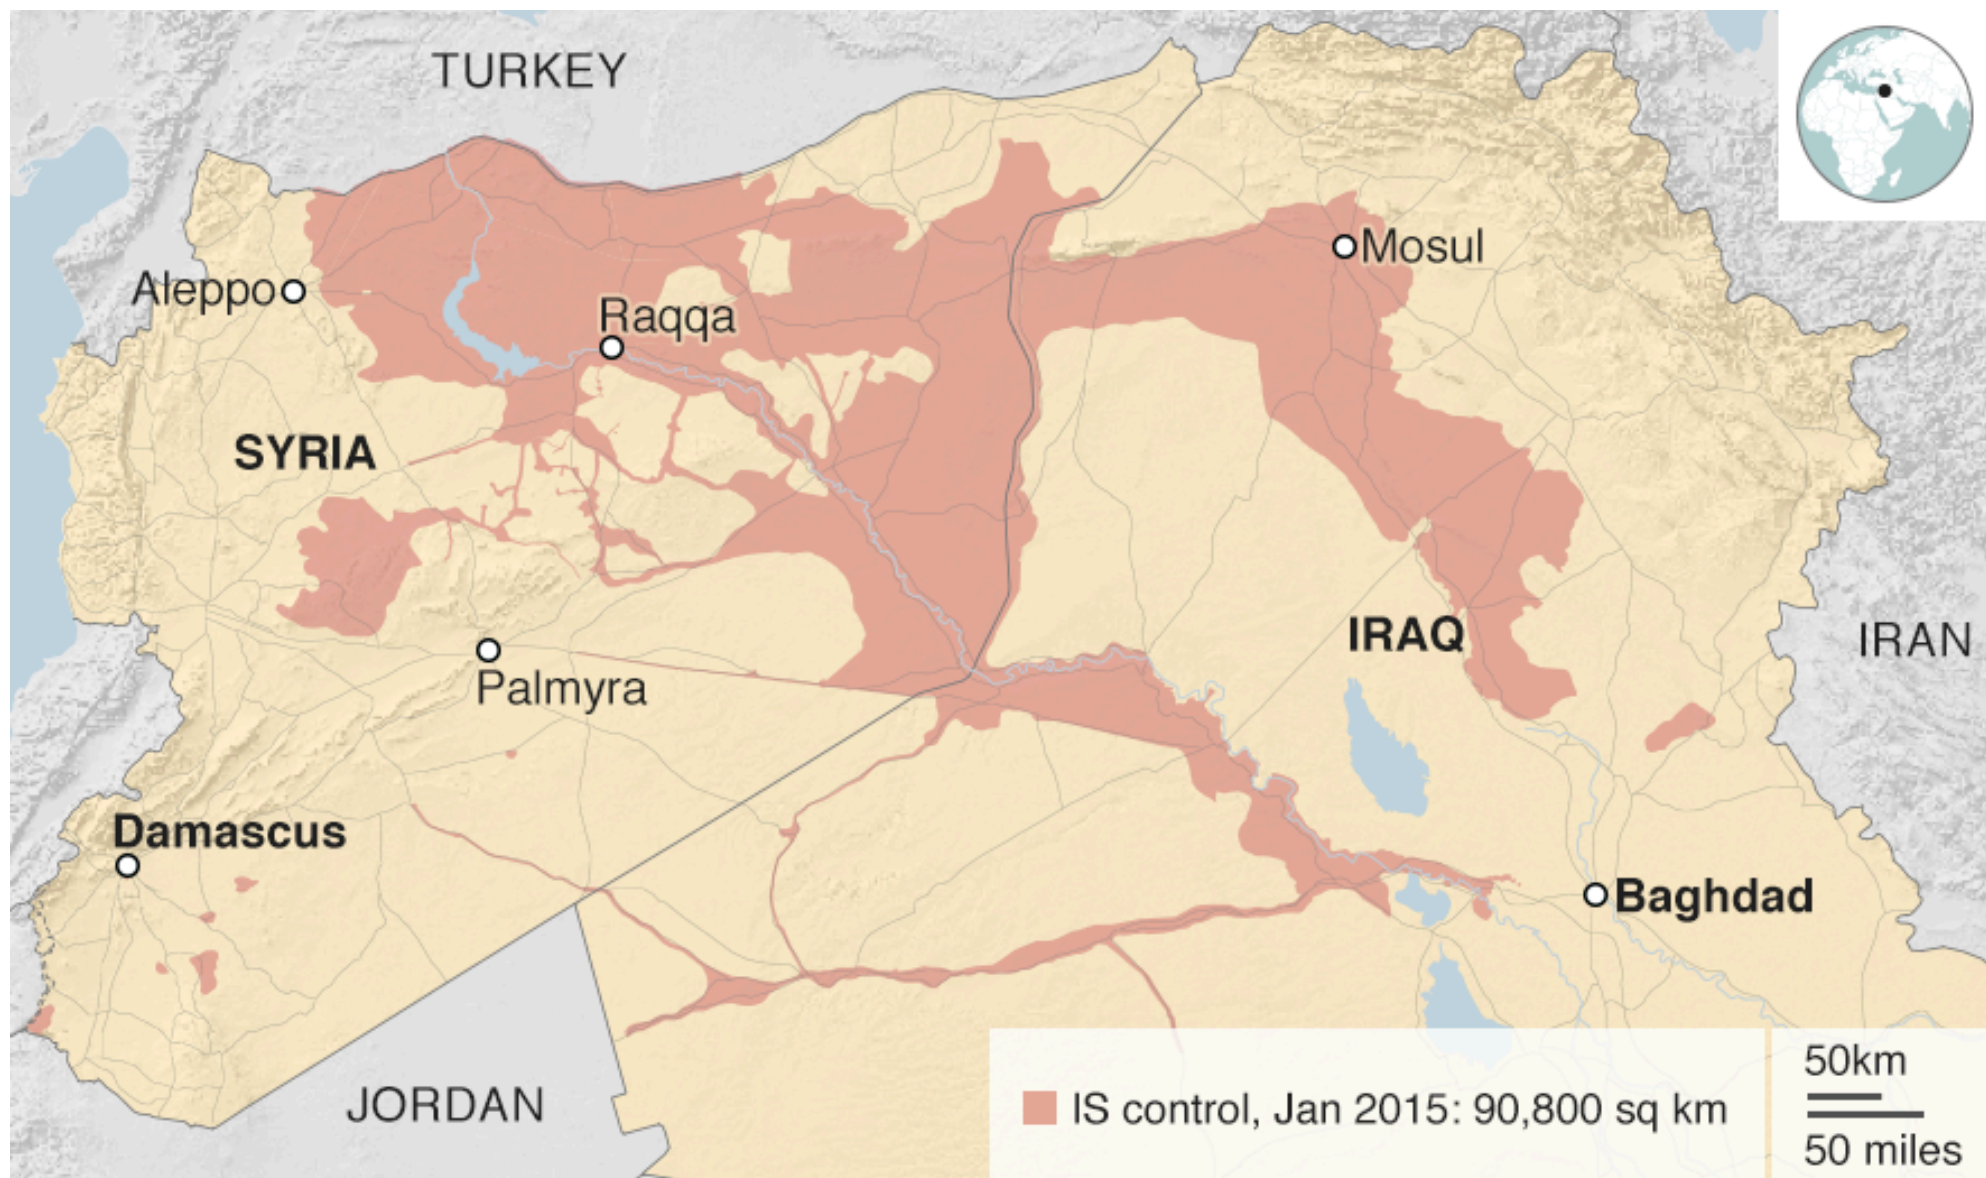 TURKEY
Mosul
Aleppo
Raqqa
SYRIA
IRAQ
IRAN
Palmyra
Damascus
Baghdad
JORDAN
IS control, Jan 2015: 90,800 sq km
50km
50 miles